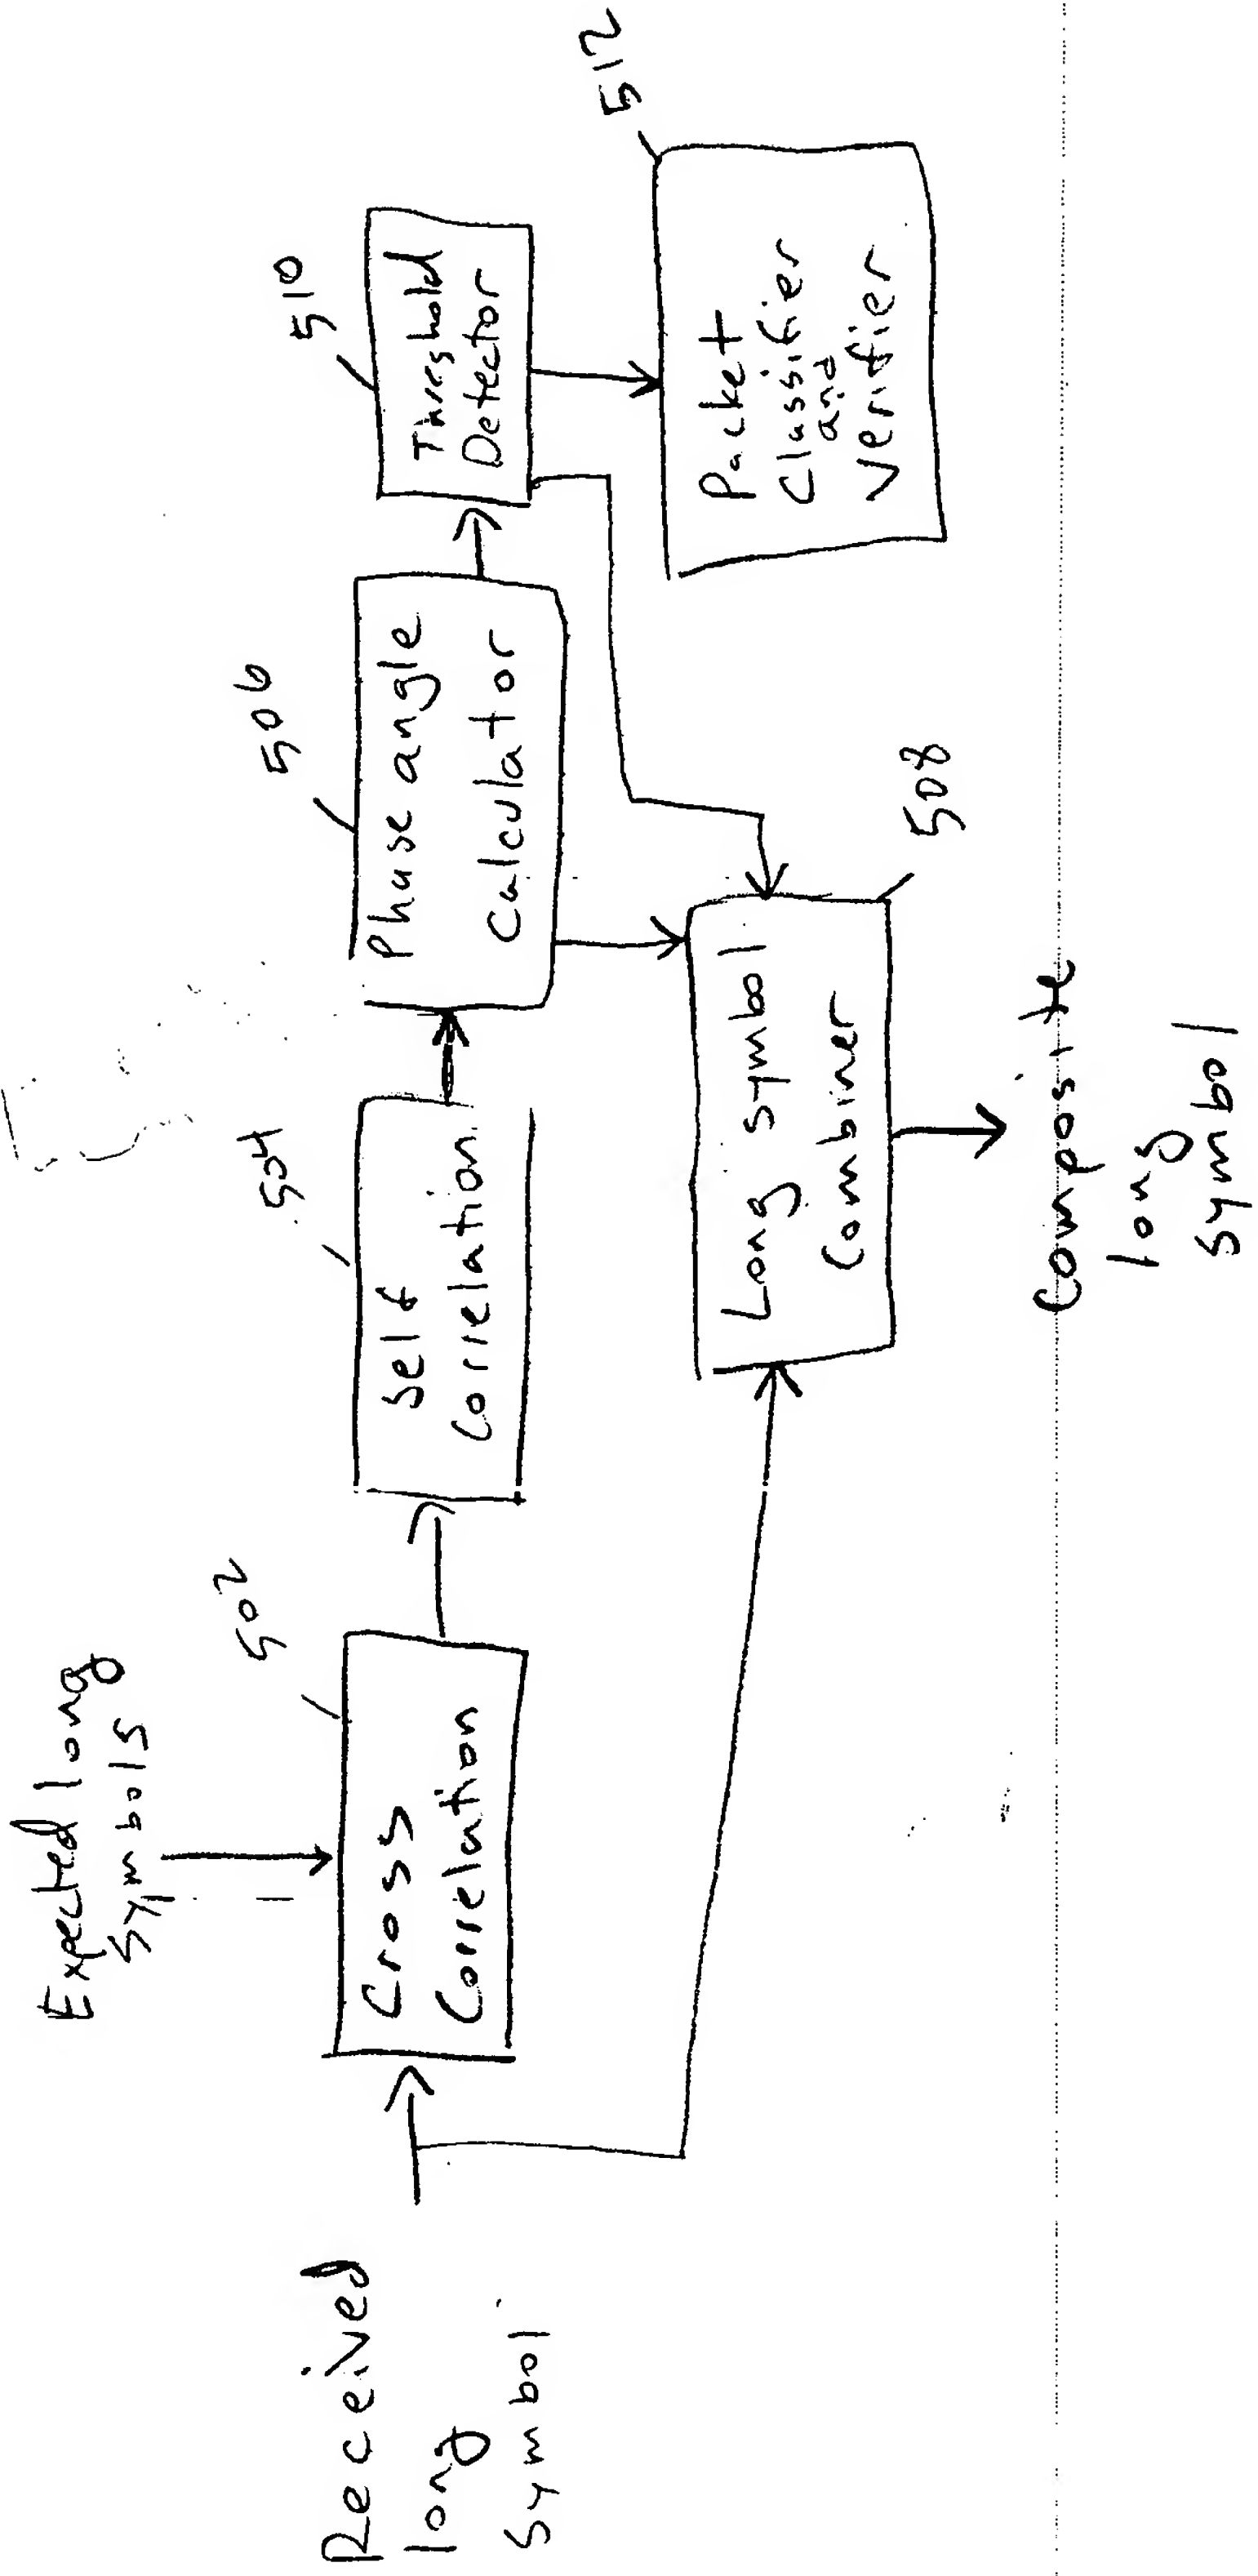 Expected long
symbols
502
504
506
510
512
Received
long
symbol
Cross
Correlation
Self
Correlation
Phase angle
Calculator
Threshold
Detector
Packet
Classifier
and
Verifier
Long symbol
Combiner
508
Composite
long
symbol